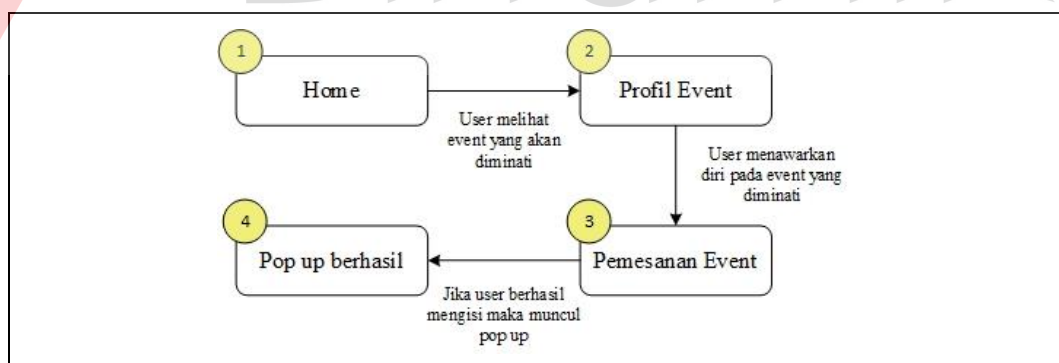 1
Home
User melihat
event yang akan
diminati
2
Profil Event
User menawarkan
diri pada event yang
diminati
3
Pemesanan Event
Jika user berhasil
mengisi maka muncul
pop up
4
Pop up berhasil